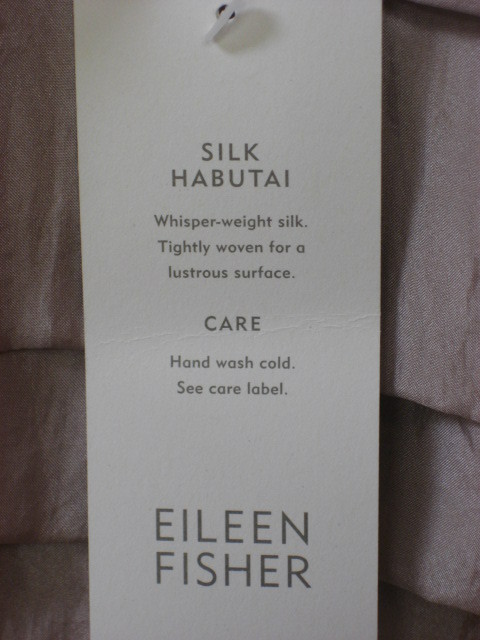 SILK
HABUTAI
Whisper-weight silk.
Tightly woven for a
lustrous surface.
CARE
Hand wash cold.
See care label.
EILEEN
FISHER